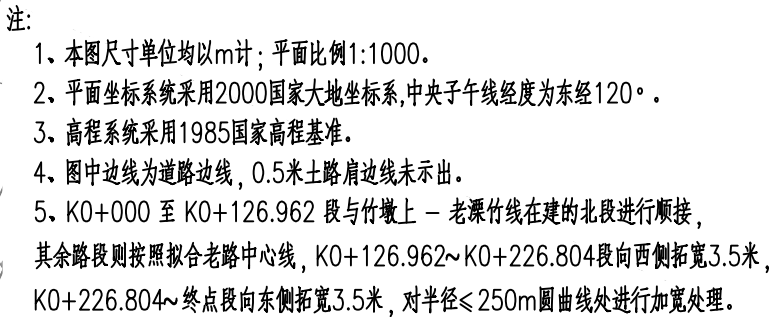 注:
1、本图尺寸单位均以m计；平面比例1:1000。
2、平面坐标系统采用2000国家大地坐标系,中央子午线经度为东经120°。
3、高程系统采用1985国家高程基准。
4、图中边线为道路边线，0.5米土路肩边线未示出。
5、K0+000 至 K0+126.962 段与竹墩上 － 老溧竹线在建的北段进行顺接，
其余路段则按照拟合老路中心线，K0+126.962~K0+226.804段向西侧拓宽3.5米，
K0+226.804~终点段向东侧拓宽3.5米，对半径≤250m圆曲线处进行加宽处理。